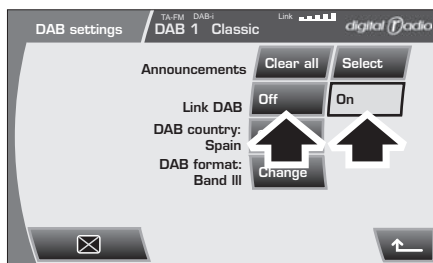 DAB settings
TA-FM DAB-i Link
DAB 1 Classic
digital radio
Announcements Clear all Select
Link DAB Off On
DAB country:
Spain
DAB format:
Band III Change